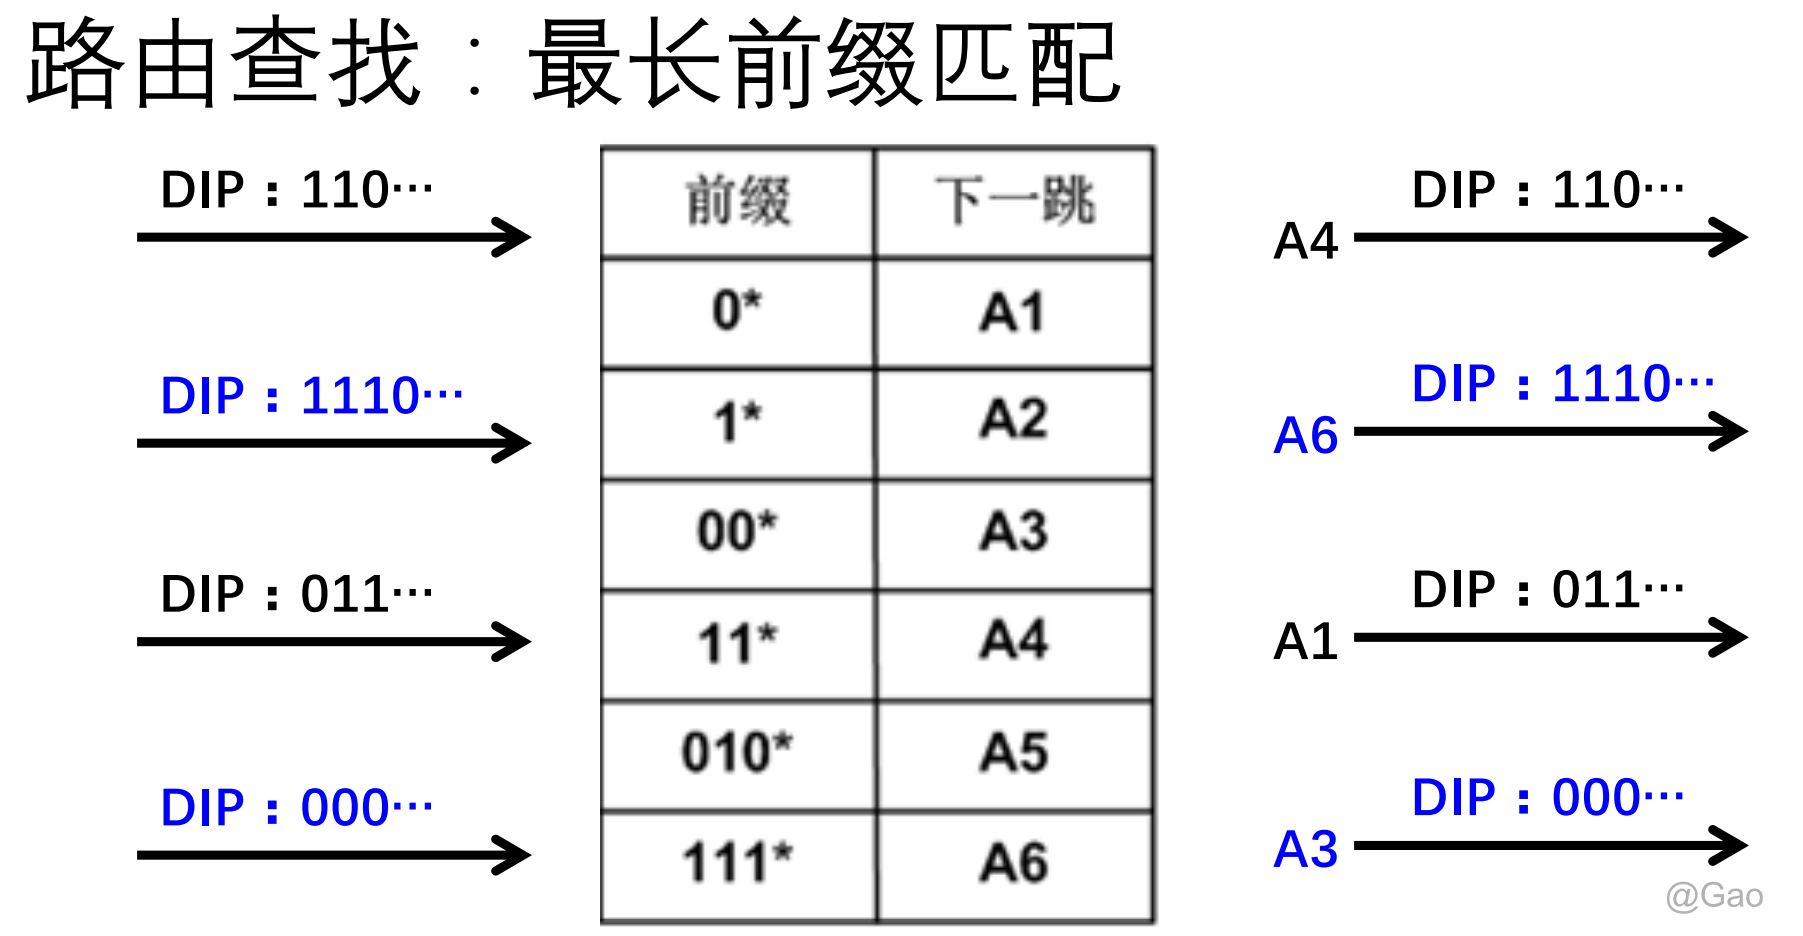 路由查找：最长前缀匹配
DIP：110…
DIP：1110…
DIP：011…
DIP：000…
前缀 下一跳
0* A1
1* A2
00* A3
11* A4
010* A5
111* A6
DIP：110…
A4
DIP：1110…
A6
DIP：011…
A1
DIP：000…
A3
@Gao